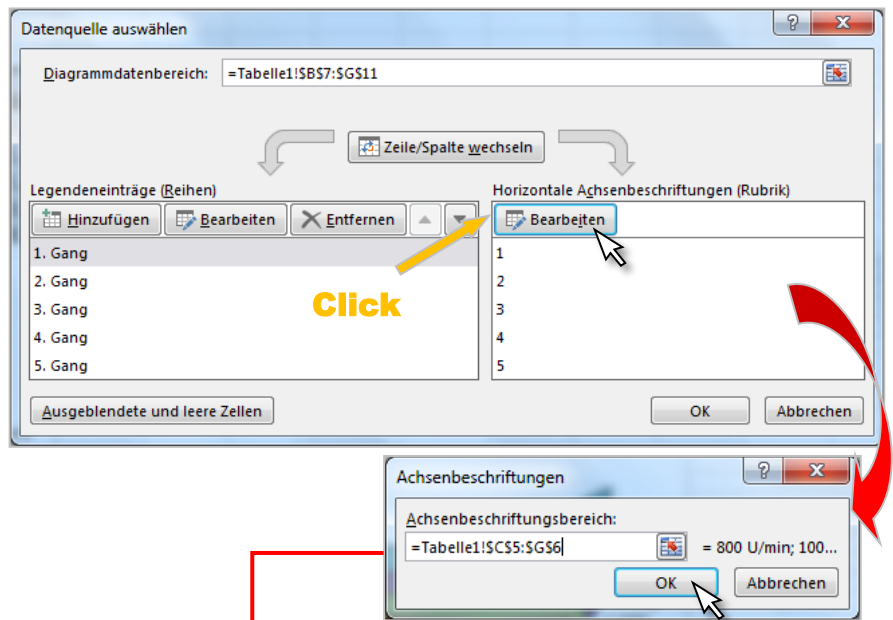 Datenquelle auswählen
Diagrammdatenbereich: =Tabelle1!$B$7:$G$11
Zeile/Spalte wechseln
Legendeneinträge (Reihen)
Horizontale Achsenbeschriftungen (Rubrik)
Hinzufügen Bearbeiten Entfernen
Bearbeiten
1. Gang
2. Gang
3. Gang
4. Gang
5. Gang
Click
1
2
3
4
5
Ausgeblendete und leere Zellen
OK Abbrechen
Achsenbeschriftungen
Achsenbeschriftungsbereich:
=Tabelle1!$C$5:$G$6 = 800 U/min; 100...
OK Abbrechen